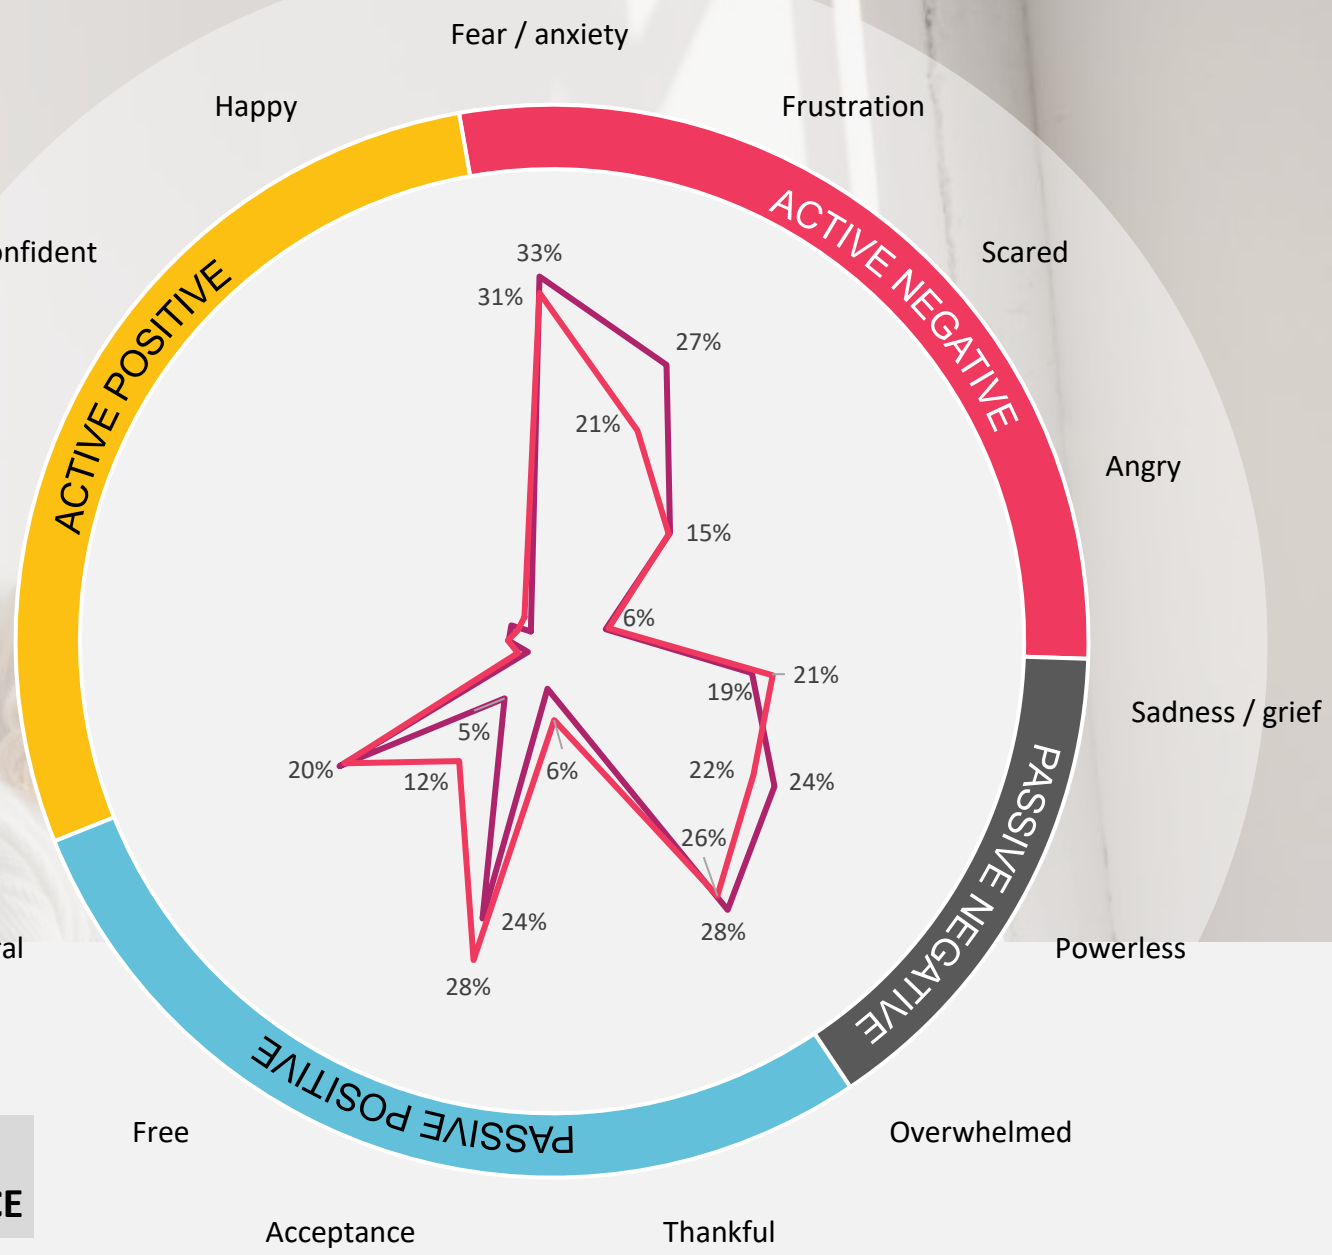 Fear / anxiety
Happy
Frustration
onfident
Scared
ACTIVE POSITIVE
ACTIVE NEGATIVE
33%
31%
27%
21%
Angry
15%
6%
21%
19%
Sadness / grief
5%
22%
24%
20%
12%
6%
PASSIVE NEGATIVE
26%
24%
28%
ral
Powerless
28%
PASSIVE POSITIVE
Free
Overwhelmed
CE
Acceptance
Thankful